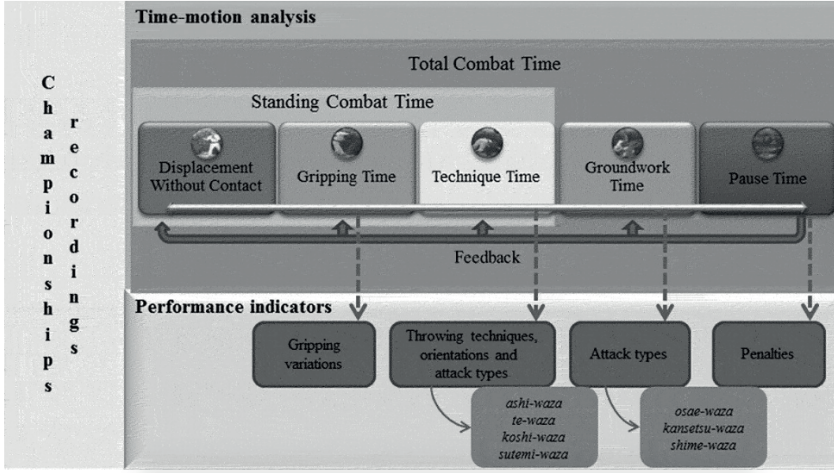 Championships
recordings
Time-motion analysis
Total Combat Time
Standing Combat Time
Displacement
Without Contact
Gripping Time
Technique Time
Groundwork
Time
Pause Time
Feedback
Performance indicators
Gripping
variations
Throwing techniques,
orientations and
attack types
Attack types
Penalties
ashi-waza
te-waza
koshi-waza
sutemi-waza
osae-waza
kansetsu-waza
shime-waza